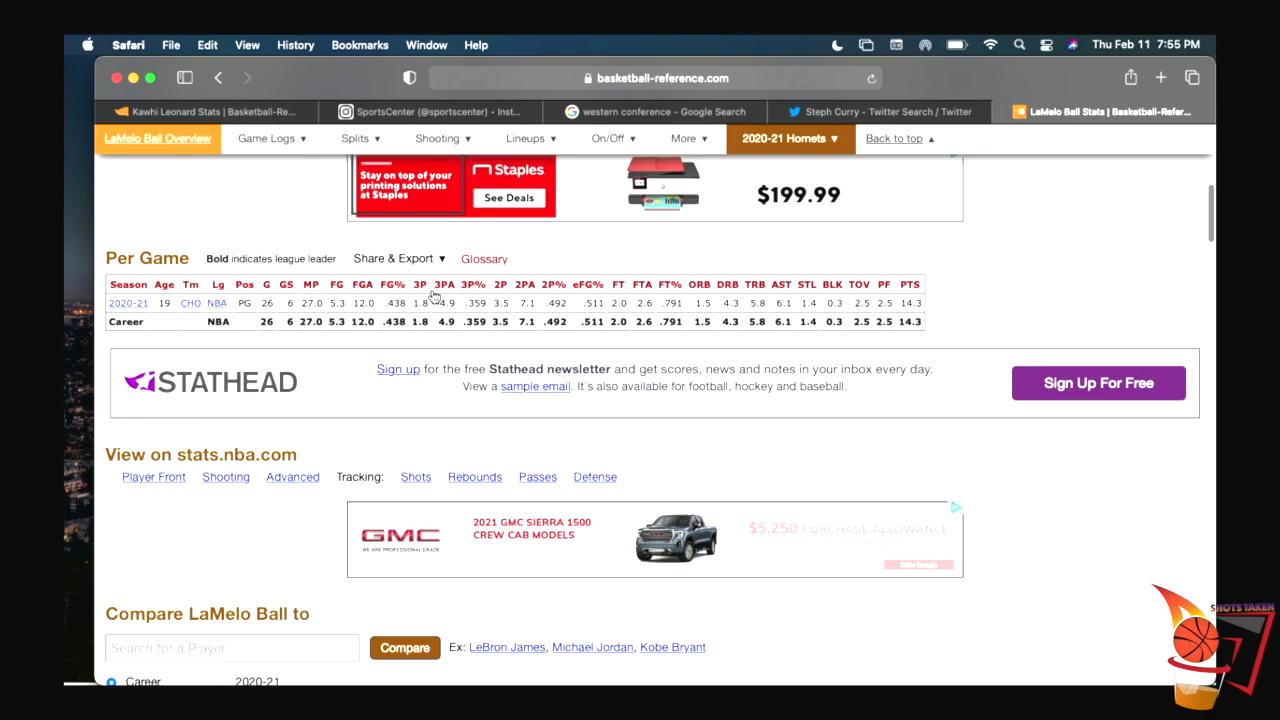 Safari File Edit View History Bookmarks Window Help Thu Feb 11 7:55 PM
basketball-reference.com
Kawhi Leonard Stats | Basketball-Re... SportsCenter (@sportscenter) • Inst... western conference - Google Search Steph Curry - Twitter Search / Twitter LaMelo Ball Stats | Basketball-Refer...
LaMelo Ball Overview Game Logs ▼ Splits ▼ Shooting ▼ Lineups ▼ On/Off ▼ More ▼ 2020-21 Hornets ▼ Back to top ▲
Stay on top of your
printing solutions
at Staples
Staples
See Deals
$199.99
Per Game Bold indicates league leader Share & Export ▼ Glossary
Season Age Tm Lg Pos G GS MP FG FGA FG% 3P 3PA 3P% 2P 2PA 2P% eFG% FT FTA FT% ORB DRB TRB AST STL BLK TOV PF PTS
2020-21 19 CHO NBA PG 26 6 27.0 5.3 12.0 .438 1.8 4.9 .359 3.5 7.1 .492 .511 2.0 2.6 .791 1.5 4.3 5.8 6.1 1.4 0.3 2.5 2.5 14.3
Career NBA 26 6 27.0 5.3 12.0 .438 1.8 4.9 .359 3.5 7.1 .492 .511 2.0 2.6 .791 1.5 4.3 5.8 6.1 1.4 0.3 2.5 2.5 14.3
STATHEAD
Sign up for the free Stathead newsletter and get scores, news and notes in your inbox every day.
View a sample email. It's also available for football, hockey and baseball.
Sign Up For Free
View on stats.nba.com
Player Front Shooting Advanced Tracking: Shots Rebounds Passes Defense
GMC
WE ARE PROFESSIONAL GRADE
2021 GMC SIERRA 1500
CREW CAB MODELS
$5,250 PURCHASE ALLOWANCE
Offer Details
Compare LaMelo Ball to
Search for a Player Compare Ex: LeBron James, Michael Jordan, Kobe Bryant
Career 2020-21
SHOTS TAKEN